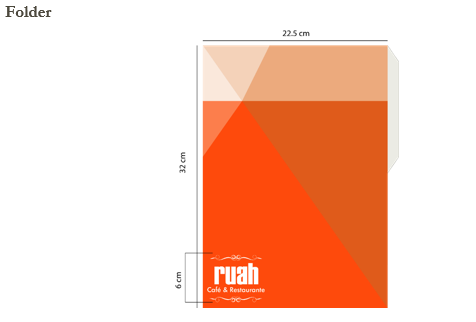 Folder
22.5 cm
32 cm
6 cm
ruah
Café & Restaurante